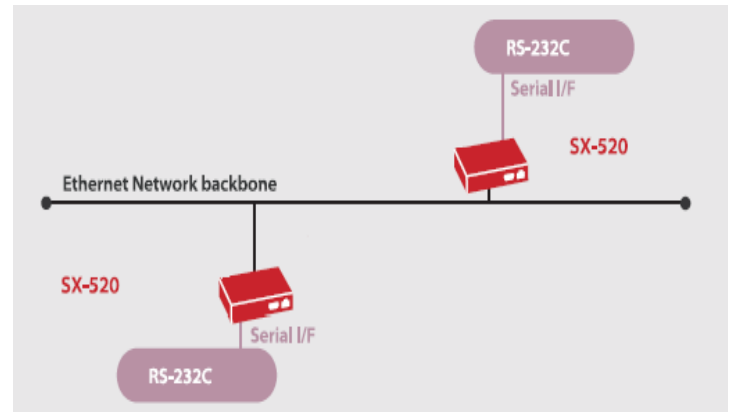 RS-232C
Serial I/F
SX-520
Ethernet Network backbone
SX-520
Serial I/F
RS-232C